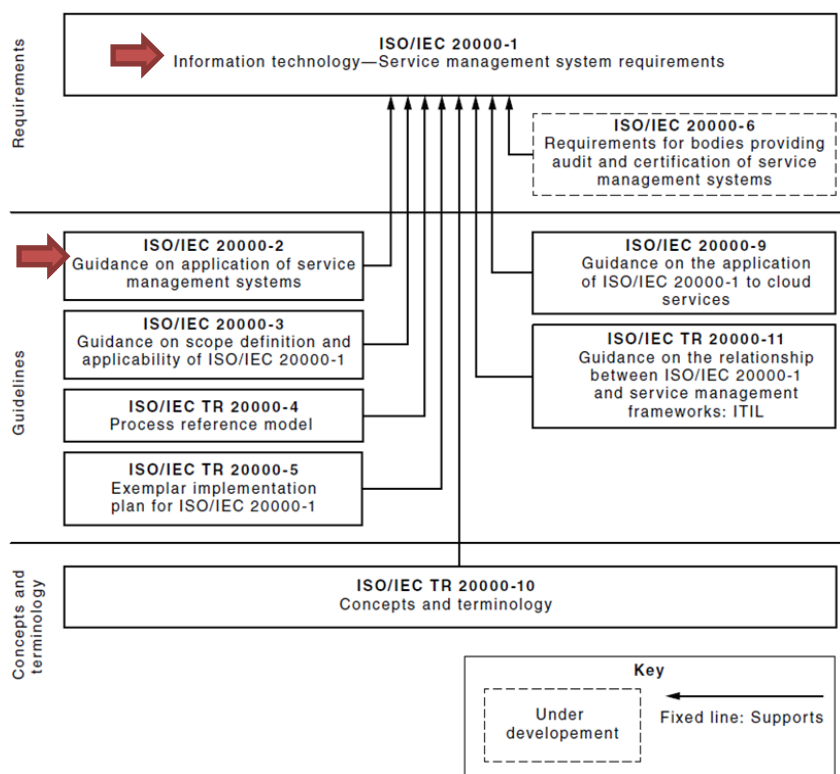 Requirements
ISO/IEC 20000-1
Information technology—Service management system requirements
ISO/IEC 20000-6
Requirements for bodies providing
audit and certification of service
management systems
Guidelines
ISO/IEC 20000-2
Guidance on application of service
management systems
ISO/IEC 20000-3
Guidance on scope definition and
applicability of ISO/IEC 20000-1
ISO/IEC TR 20000-4
Process reference model
ISO/IEC TR 20000-5
Exemplar implementation
plan for ISO/IEC 20000-1
ISO/IEC 20000-9
Guidance on the application
of ISO/IEC 20000-1 to cloud
services
ISO/IEC TR 20000-11
Guidance on the relationship
between ISO/IEC 20000-1
and service management
frameworks: ITIL
Concepts and
terminology
ISO/IEC TR 20000-10
Concepts and terminology
Key
Under
developement
Fixed line: Supports